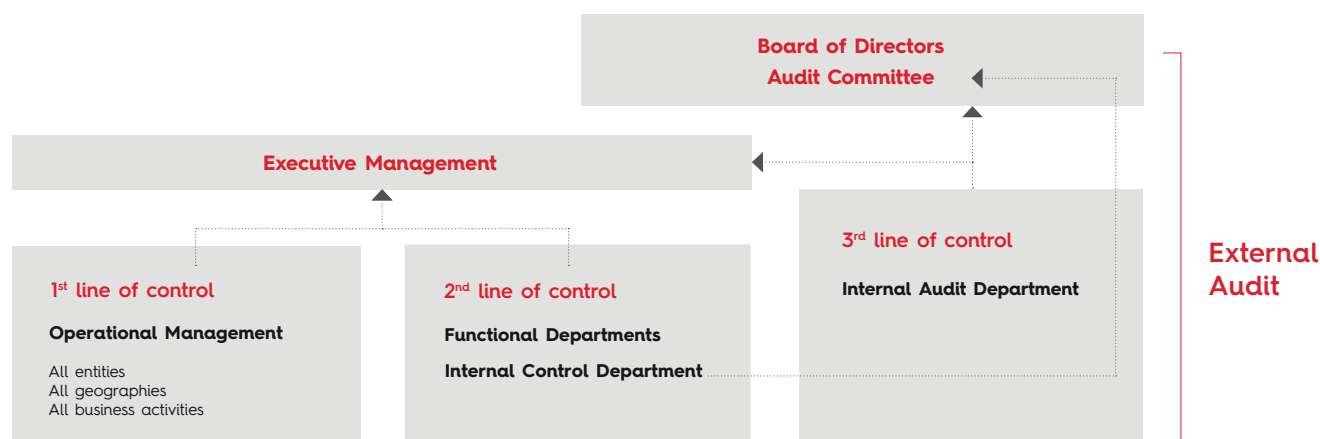 Board of Directors
Audit Committee
Executive Management
1st line of control
Operational Management
All entities
All geographies
All business activities
2nd line of control
Functional Departments
Internal Control Department
3rd line of control
Internal Audit Department
External
Audit